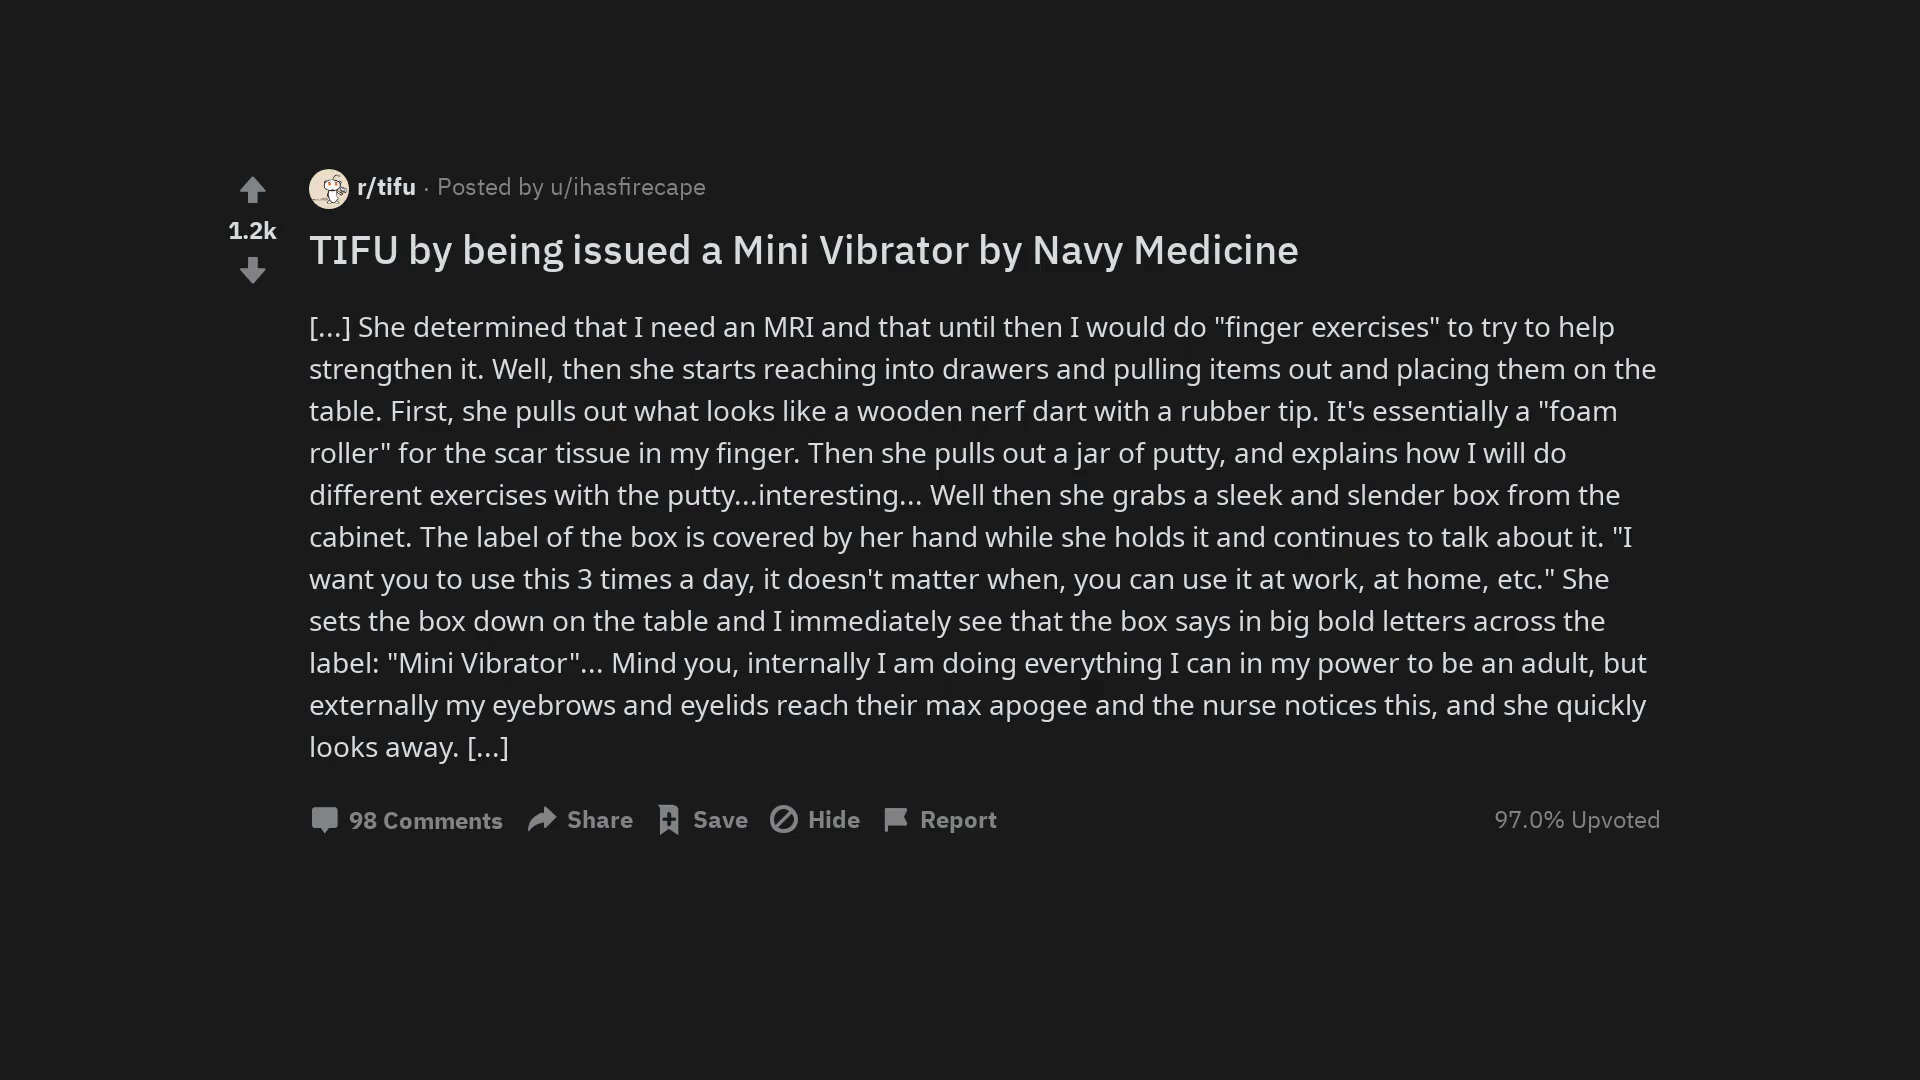 r/tifu · Posted by u/ihasfirecape
1.2k
TIFU by being issued a Mini Vibrator by Navy Medicine
[...] She determined that I need an MRI and that until then I would do "finger exercises" to try to help
strengthen it. Well, then she starts reaching into drawers and pulling items out and placing them on the
table. First, she pulls out what looks like a wooden nerf dart with a rubber tip. It's essentially a "foam
roller" for the scar tissue in my finger. Then she pulls out a jar of putty, and explains how I will do
different exercises with the putty...interesting... Well then she grabs a sleek and slender box from the
cabinet. The label of the box is covered by her hand while she holds it and continues to talk about it. "I
want you to use this 3 times a day, it doesn't matter when, you can use it at work, at home, etc." She
sets the box down on the table and I immediately see that the box says in big bold letters across the
label: "Mini Vibrator"... Mind you, internally I am doing everything I can in my power to be an adult, but
externally my eyebrows and eyelids reach their max apogee and the nurse notices this, and she quickly
looks away. [...]
98 Comments Share Save Hide Report 97.0% Upvoted